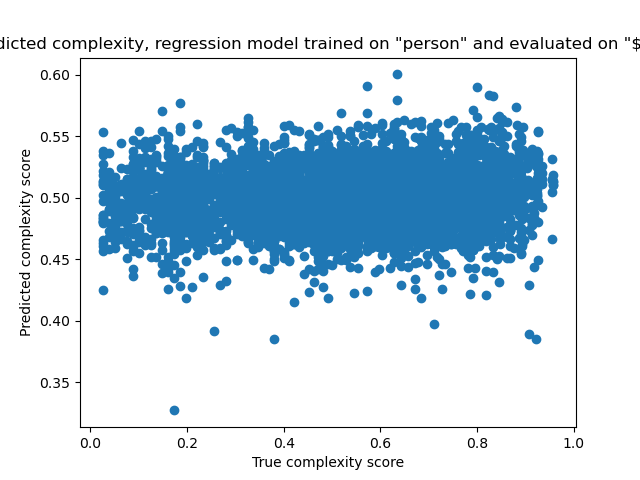 dicted complexity, regression model trained on "person" and evaluated on "$
0.60
0.55
0.50
0.45
0.40
0.35
Predicted complexity score
0.0 0.2 0.4 0.6 0.8 1.0
True complexity score